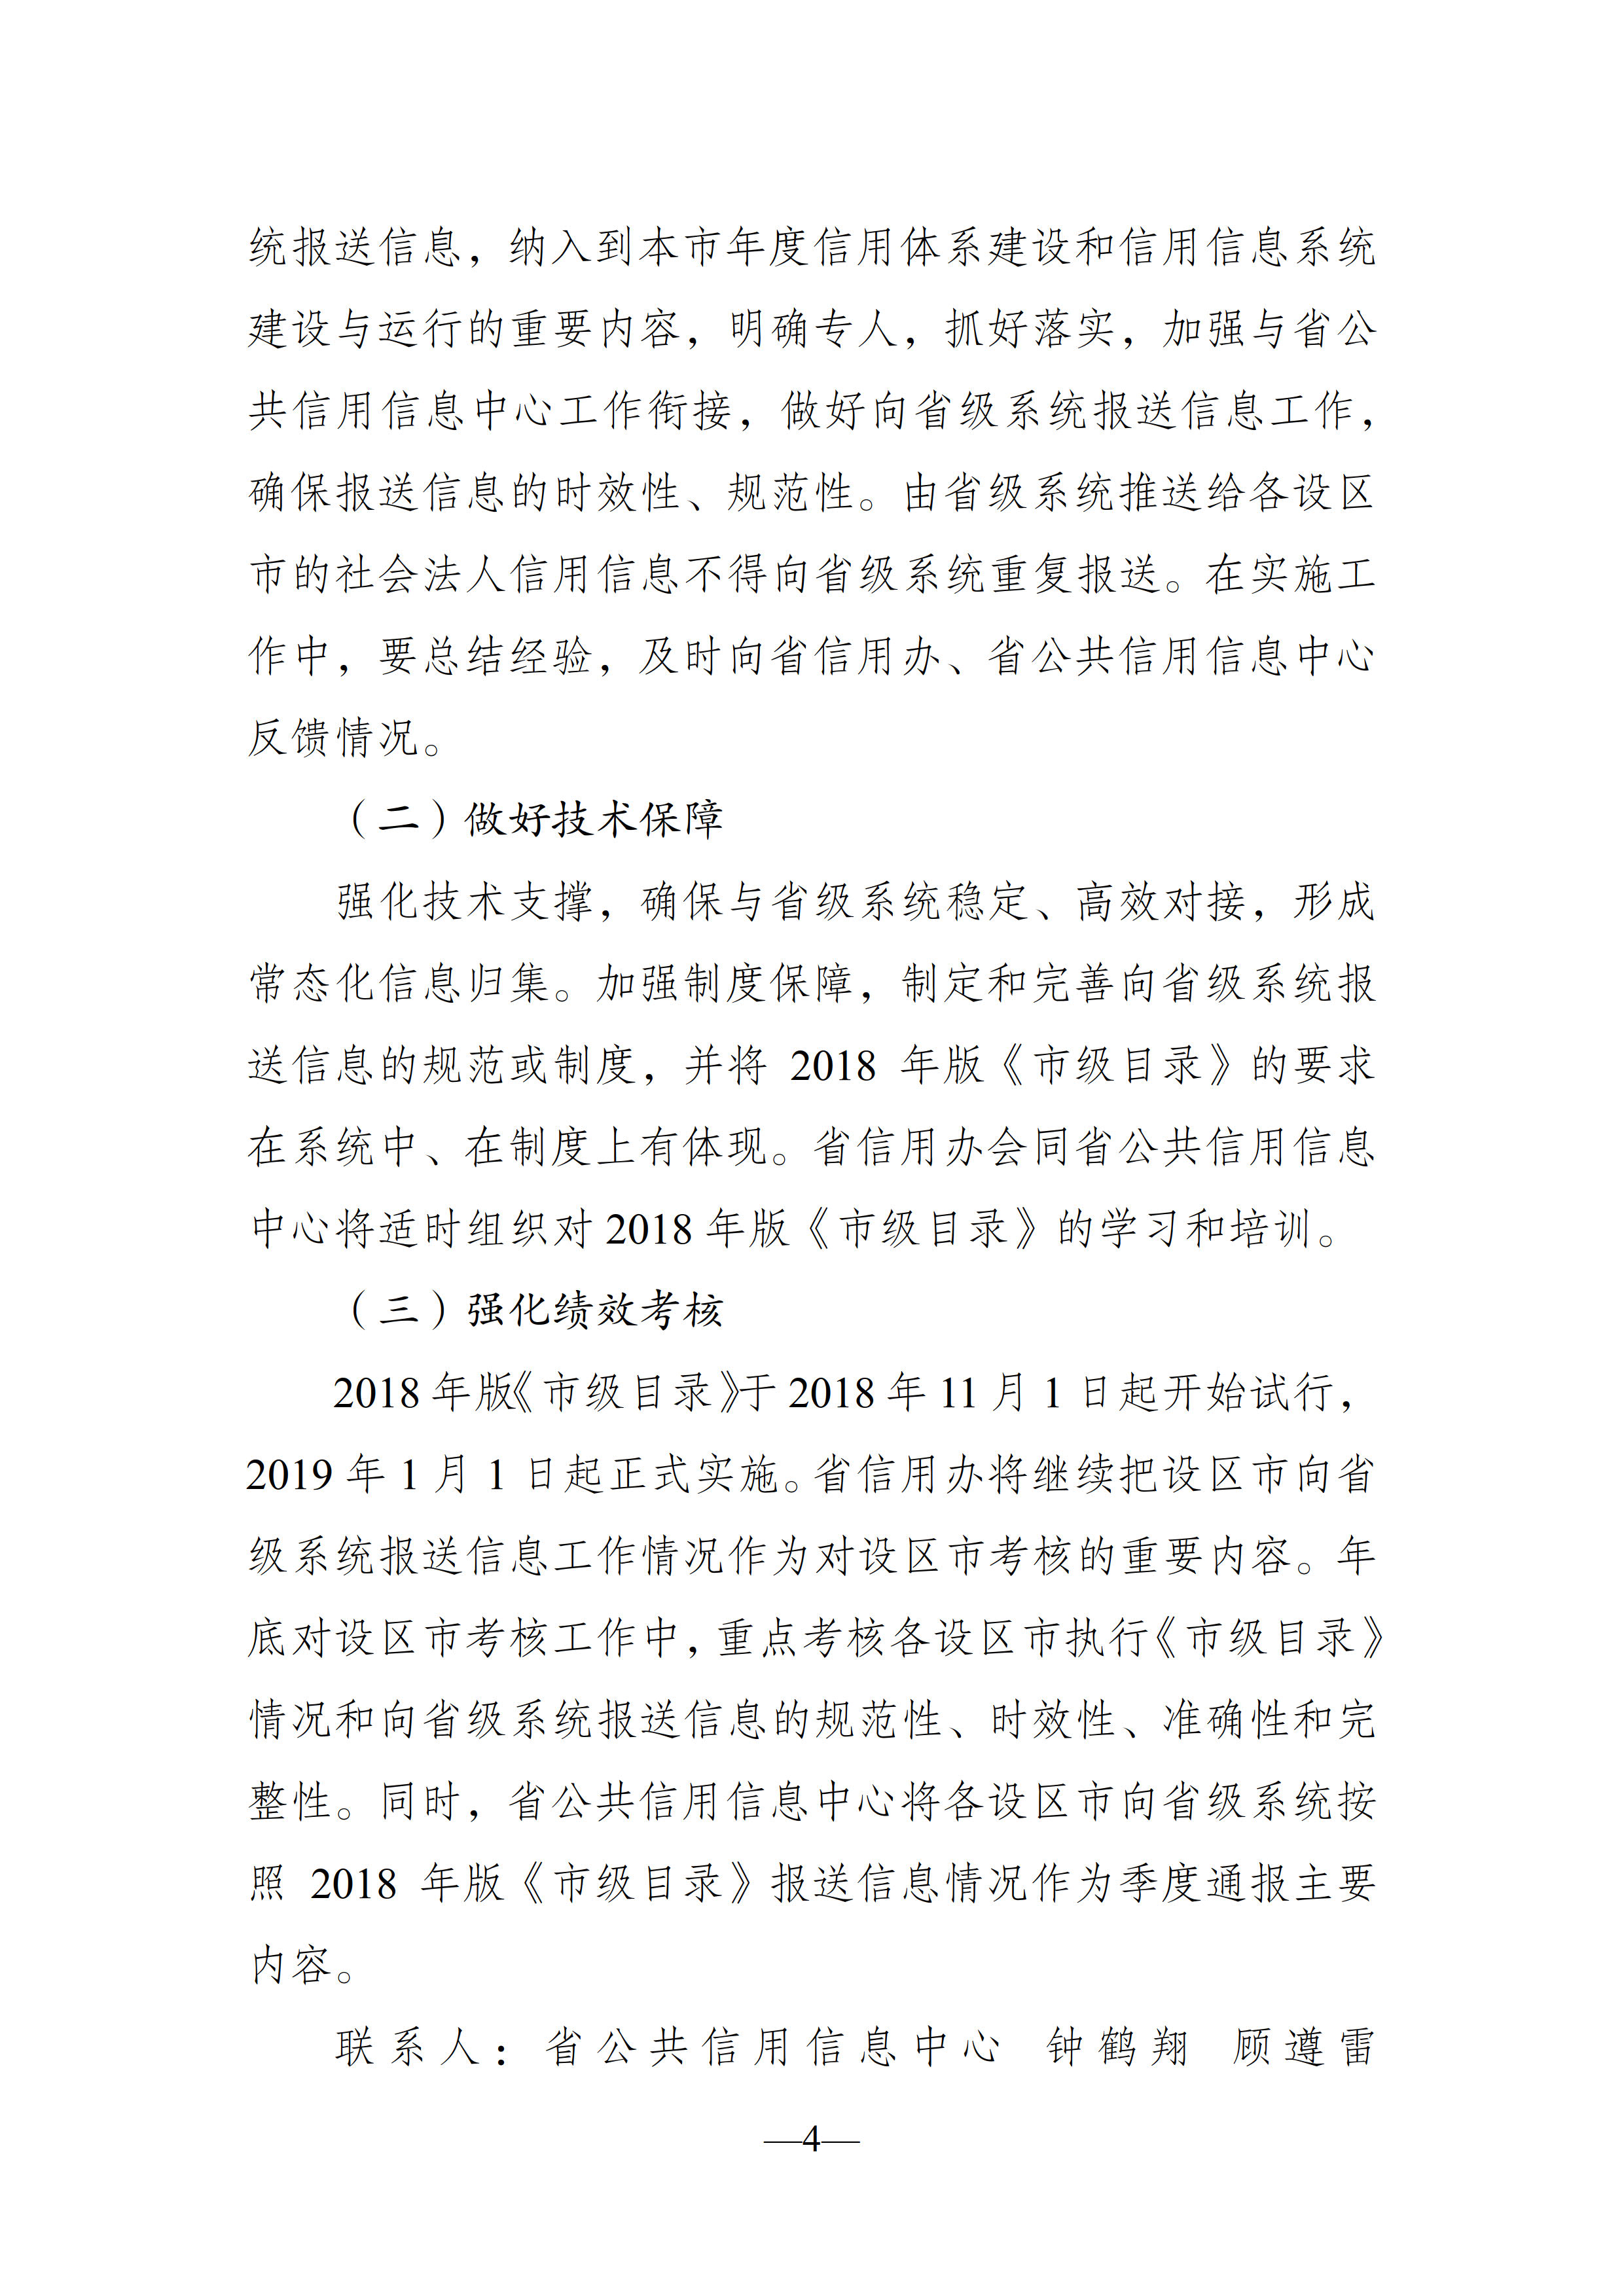 统报送信息，纳入到本市年度信用体系建设和信用信息系统
建设与运行的重要内容，明确专人，抓好落实，加强与省公
共信用信息中心工作衔接，做好向省级系统报送信息工作，
确保报送信息的时效性、规范性。由省级系统推送给各设区
市的社会法人信用信息不得向省级系统重复报送。在实施工
作中，要总结经验，及时向省信用办、省公共信用信息中心
反馈情况。
（二）做好技术保障
强化技术支撑，确保与省级系统稳定、高效对接，形成
常态化信息归集。加强制度保障，制定和完善向省级系统报
送信息的规范或制度，并将 2018 年版《市级目录》的要求
在系统中、在制度上有体现。省信用办会同省公共信用信息
中心将适时组织对 2018 年版《市级目录》的学习和培训。
（三）强化绩效考核
2018 年版《市级目录》于 2018 年 11 月 1 日起开始试行，
2019 年 1 月 1 日起正式实施。省信用办将继续把设区市向省
级系统报送信息工作情况作为对设区市考核的重要内容。年
底对设区市考核工作中，重点考核各设区市执行《市级目录》
情况和向省级系统报送信息的规范性、时效性、准确性和完
整性。同时，省公共信用信息中心将各设区市向省级系统按
照 2018 年版《市级目录》报送信息情况作为季度通报主要
内容。
联系人：省公共信用信息中心 钟鹤翔 顾遵雷
—4—